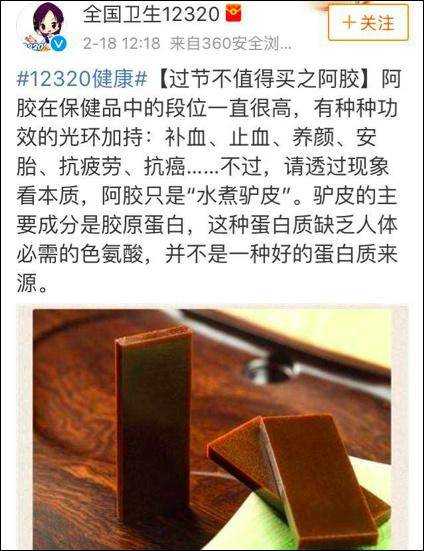 全国卫生12320
2-18 12:18 来自360安全浏...
+关注
#12320健康#【过节不值得买之阿胶】阿
胶在保健品中的段位一直很高，有种种功
效的光环加持：补血、止血、养颜、安
胎、抗疲劳、抗癌……不过，请透过现象
看本质，阿胶只是“水煮驴皮”。驴皮的主
要成分是胶原蛋白，这种蛋白质缺乏人体
必需的色氨酸，并不是一种好的蛋白质来
源。